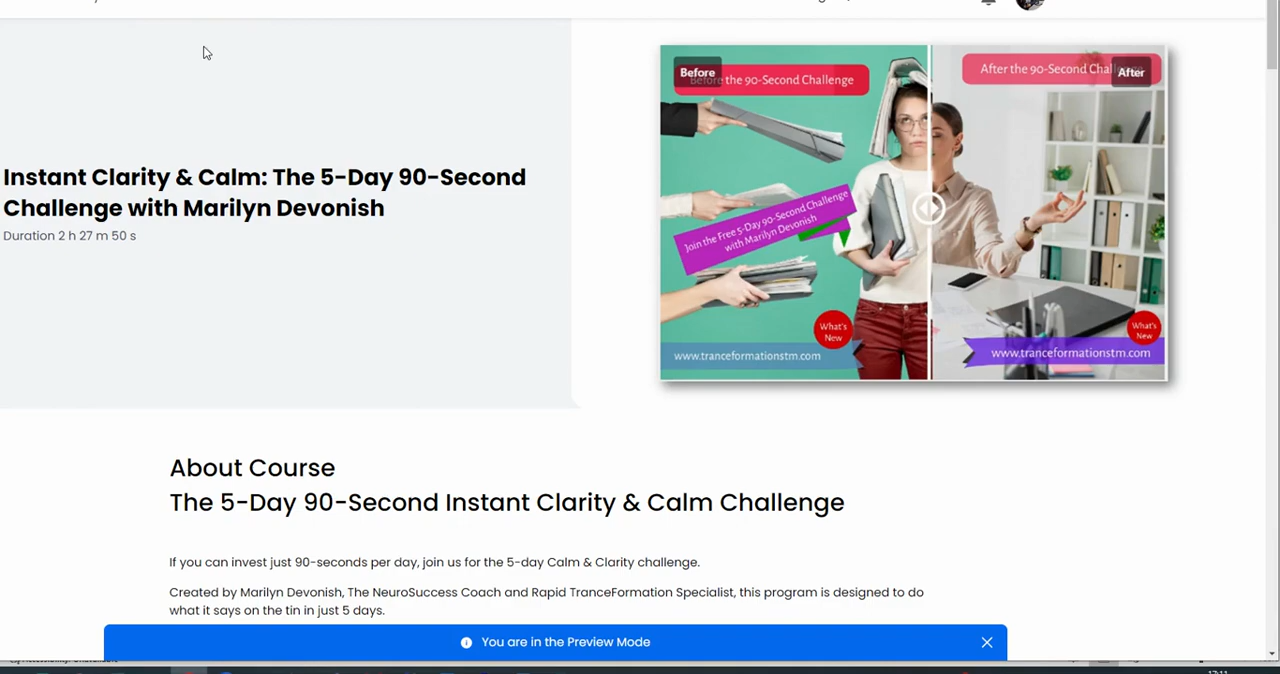 Before
Before the 90-Second Challenge
After the 90-Second Challenge
After
Instant Clarity & Calm: The 5-Day 90-Second
Challenge with Marilyn Devonish
Duration 2 h 27 m 50 s
Join the Free 5-Day 90-Second Challenge
with Marilyn Devonish
What's
New
www.tranceformationstm.com
What's
New
www.tranceformationstm.com
About Course
The 5-Day 90-Second Instant Clarity & Calm Challenge
If you can invest just 90-seconds per day, join us for the 5-day Calm & Clarity challenge.
Created by Marilyn Devonish, The NeuroSuccess Coach and Rapid TranceFormation Specialist, this program is designed to do
what it says on the tin in just 5 days.
You are in the Preview Mode
17:11